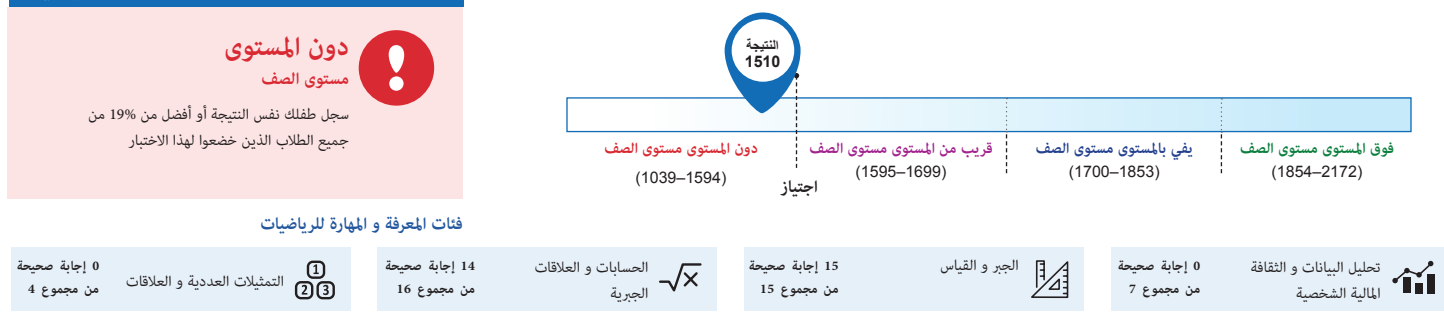 دون المستوى
مستوى الصف
سجل طفلك نفس النتيجة أو أفضل من 19% من
جميع الطلاب الذين خضعوا لهذا الاختبار
النتيجة
1510
دون المستوى مستوى الصف
(1039–1594)
اجتياز
قريب من المستوى مستوى الصف
(1595–1699)
يفي بالمستوى مستوى الصف
(1700–1853)
فوق المستوى مستوى الصف
(1854–2172)
فئات المعرفة و المهارة للرياضيات
تحليل البيانات و الثقافة
المالية الشخصية
0 إجابة صحيحة
من مجموع 7
الجبر و القياس
15 إجابة صحيحة
من مجموع 15
الحسابات و العلاقات
الجبرية
14 إجابة صحيحة
من مجموع 16
1
2 3
التمثيلات العددية و العلاقات
0 إجابة صحيحة
من مجموع 4